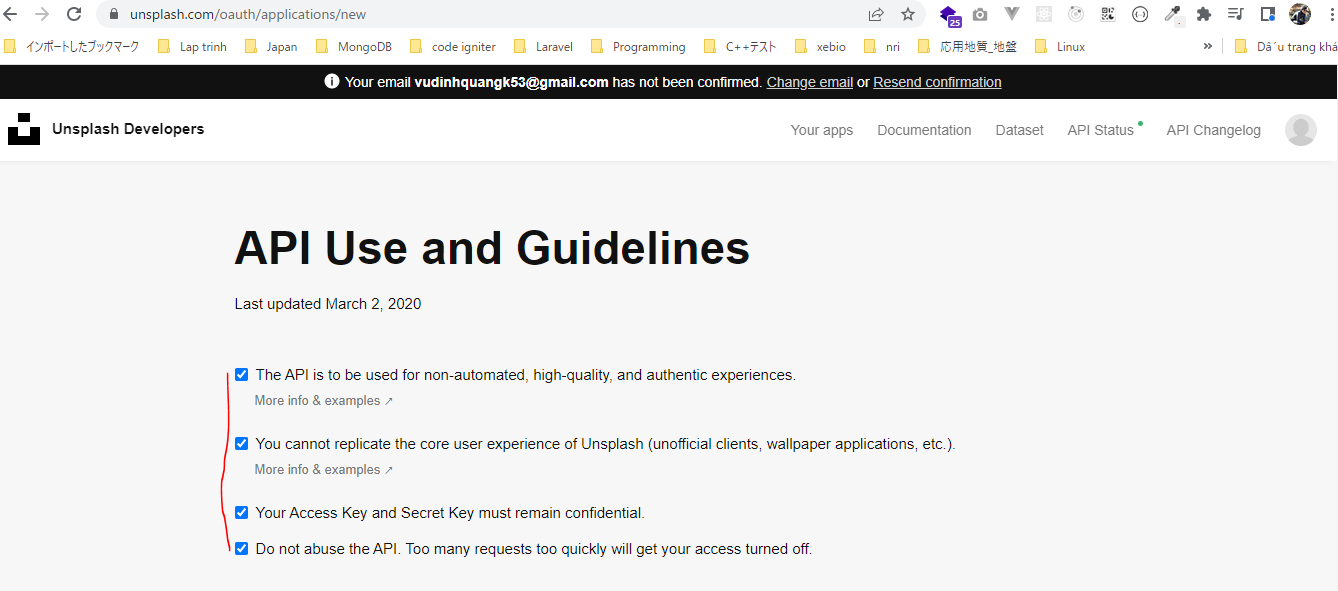 unsplash.com/oauth/applications/new
25
インポートしたブックマーク Lap trinh Japan MongoDB code igniter Laravel Programming C++テスト xebio nri 応用地質_地盤 Linux » Dấu trang khá
Your email vudinhquangk53@gmail.com has not been confirmed. Change email or Resend confirmation
Unsplash Developers Your apps Documentation Dataset API Status API Changelog
API Use and Guidelines
Last updated March 2, 2020
The API is to be used for non-automated, high-quality, and authentic experiences.
More info & examples ↗
You cannot replicate the core user experience of Unsplash (unofficial clients, wallpaper applications, etc.).
More info & examples ↗
Your Access Key and Secret Key must remain confidential.
Do not abuse the API. Too many requests too quickly will get your access turned off.